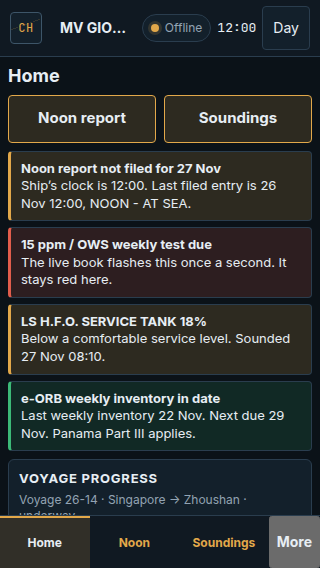 CH
MV GIO...
Offline
12:00
Day
Home
Noon report
Soundings
Noon report not filed for 27 Nov
Ship's clock is 12:00. Last filed entry is 26
Nov 12:00, NOON - AT SEA.
15 ppm / OWS weekly test due
The live book flashes this once a second. It
stays red here.
LS H.F.O. SERVICE TANK 18%
Below a comfortable service level. Sounded
27 Nov 08:10.
e-ORB weekly inventory in date
Last weekly inventory 22 Nov. Next due 29
Nov. Panama Part III applies.
VOYAGE PROGRESS
Voyage 26-14 · Singapore → Zhoushan ·
underway
Home
Noon
Soundings
More